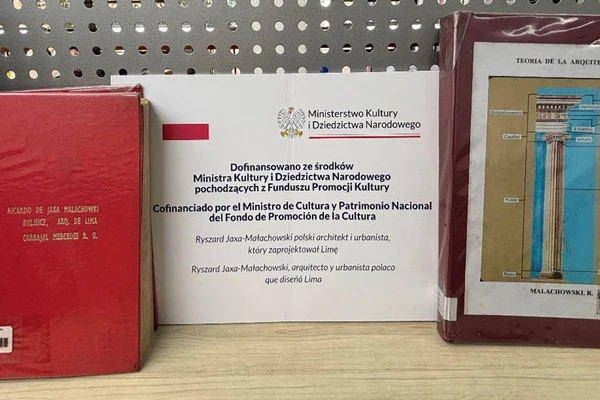 RICARDO DE JAXA MALACHOWKI
KULISICZ, ARQ. DE LIMA
CARBAJAL MERCEDES R. G.
Ministerstwo Kultury
i Dziedzictwa Narodowego
Dofinansowano ze środków
Ministra Kultury i Dziedzictwa Narodowego
pochodzących z Funduszu Promocji Kultury
Cofinanciado por el Ministro de Cultura y Patrimonio Nacional
del Fondo de Promoción de la Cultura
Ryszard Jaxa-Małachowski polski architekt i urbanista,
który zaprojektował Limę
Ryszard Jaxa-Małachowski, arquitecto y urbanista polaco
que diseñó Lima
TEORIA DE LA ARQUITE
MALACHOWSKI. R.